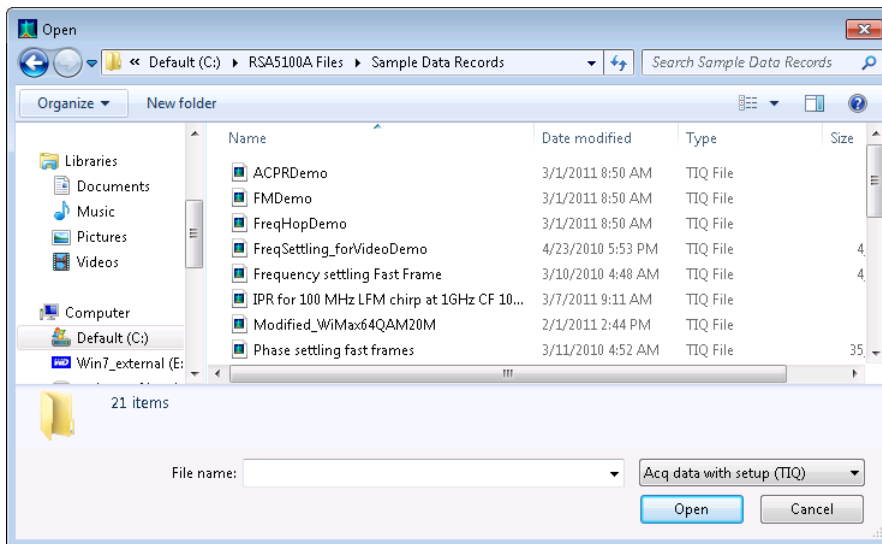 Open
« Default (C:) ▸ RSA5100A Files ▸ Sample Data Records
Search Sample Data Records
Organize New folder
Name Date modified Type Size
Libraries
Documents
Music
Pictures
Videos
Computer
Default (C:)
Win7_external (E:
ACPRDemo 3/1/2011 8:50 AM TIQ File
FMDemo 3/1/2011 8:50 AM TIQ File
FreqHopDemo 3/1/2011 8:50 AM TIQ File
FreqSettling_forVideoDemo 4/23/2010 5:53 PM TIQ File 4,
Frequency settling Fast Frame 3/10/2010 4:48 AM TIQ File 4,
IPR for 100 MHz LFM chirp at 1GHz CF 10... 3/7/2011 9:11 AM TIQ File
Modified_WiMax64QAM20M 2/1/2011 2:44 PM TIQ File
Phase settling fast frames 3/11/2010 4:52 AM TIQ File 35,
21 items
File name:
Acq data with setup (TIQ)
Open Cancel